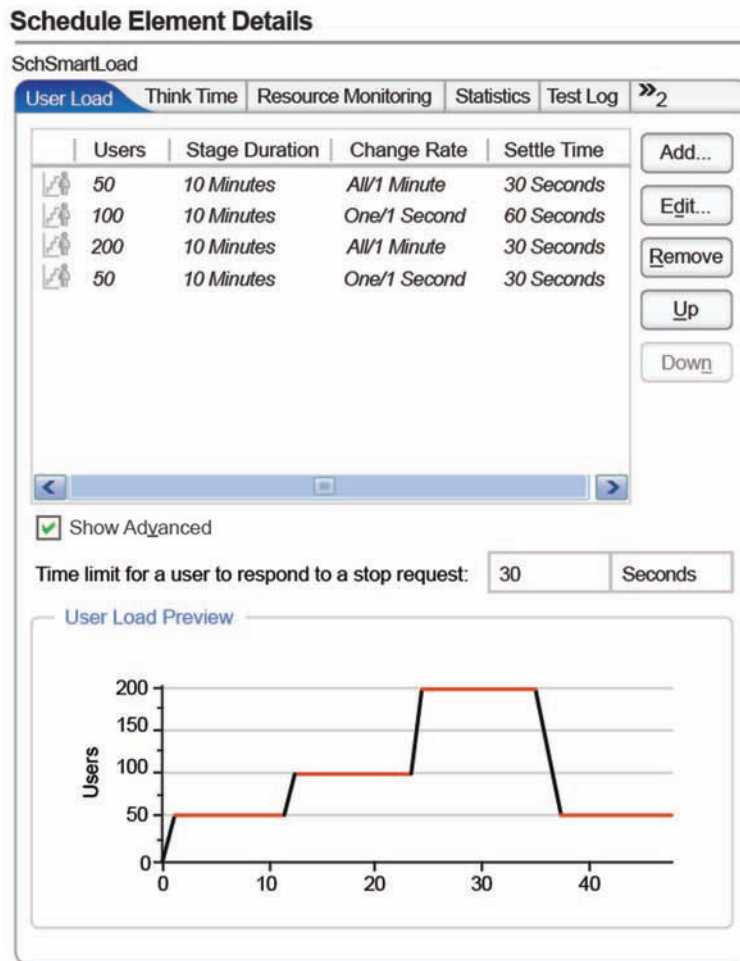 Schedule Element Details
SchSmartLoad
User Load Think Time Resource Monitoring Statistics Test Log »2
Users Stage Duration Change Rate Settle Time
50 10 Minutes All/1 Minute 30 Seconds
100 10 Minutes One/1 Second 60 Seconds
200 10 Minutes All/1 Minute 30 Seconds
50 10 Minutes One/1 Second 30 Seconds
Add...
Edit...
Remove
Up
Down
Show Advanced
Time limit for a user to respond to a stop request: 30 Seconds
User Load Preview
Users
200
150
100
50
0
0 10 20 30 40